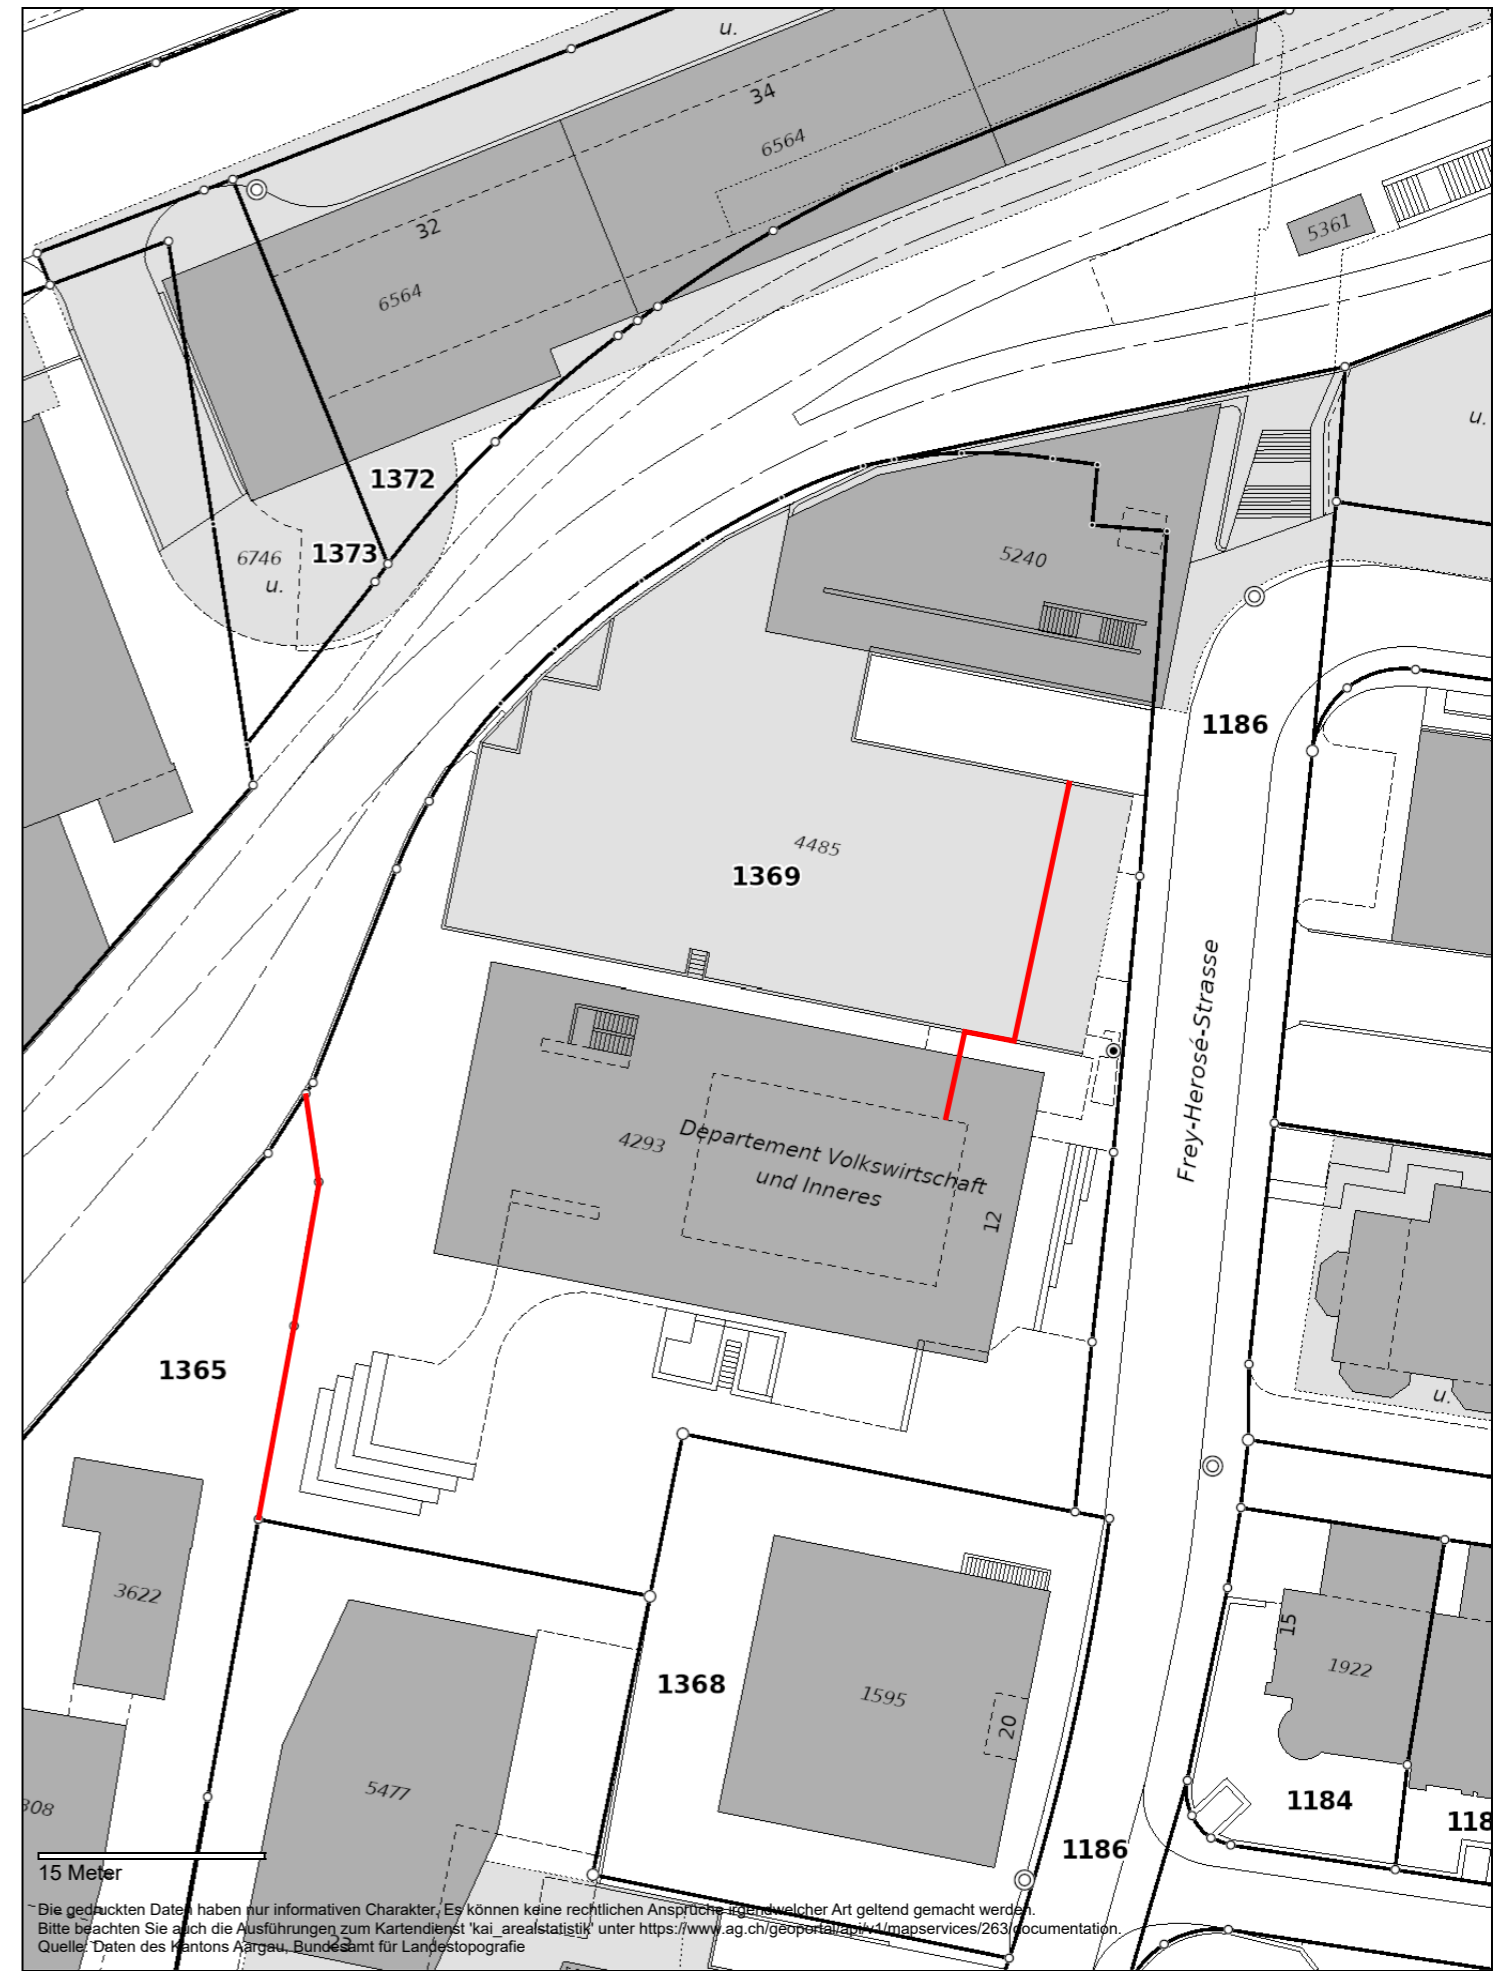 u.
34
6564
32
6564
5361
u.
1372
6746
1373
u.
5240
1186
4485
1369
Frey-Herosé-Strasse
4293
Departement Volkswirtschaft
und Inneres
12
1365
u.
3622
15
1922
1368
1595
20
5477
308
1184
118
1186
15 Meter
Die gedruckten Daten haben nur informativen Charakter. Es können keine rechtlichen Ansprüche irgendwelcher Art geltend gemacht werden.
Bitte beachten Sie auch die Ausführungen zum Kartendienst 'kai_arealstatistik' unter https://www.ag.ch/geoportal/api/v1/mapservices/263/documentation.
23
Quelle: Daten des Kantons Aargau, Bundesamt für Landestopografie